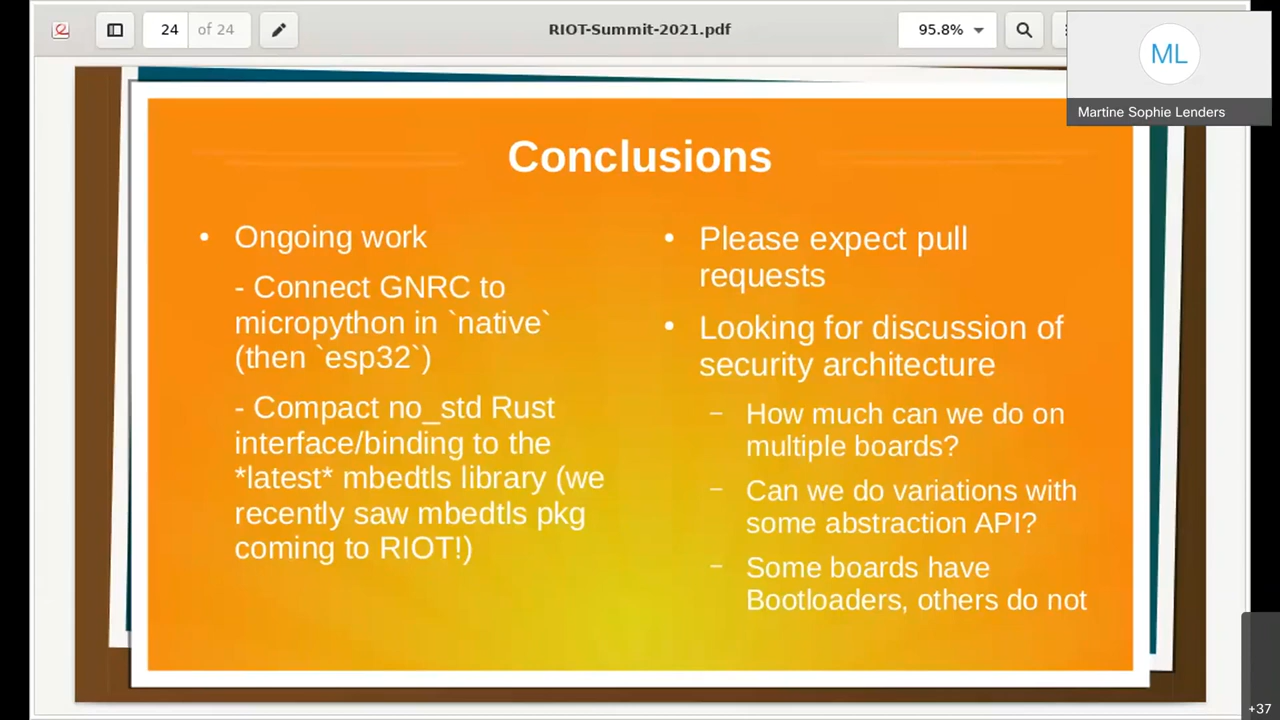 24 of 24
RIOT-Summit-2021.pdf
95.8%
ML
Martine Sophie Lenders
Conclusions
• Ongoing work
- Connect GNRC to
micropython in `native`
(then `esp32`)
- Compact no_std Rust
interface/binding to the
*latest* mbedtls library (we
recently saw mbedtls pkg
coming to RIOT!)
• Please expect pull
requests
• Looking for discussion of
security architecture
– How much can we do on
multiple boards?
– Can we do variations with
some abstraction API?
– Some boards have
Bootloaders, others do not
+37